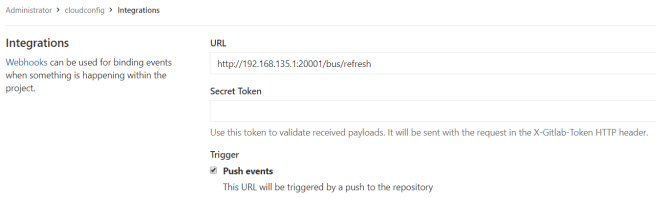 Administrator > cloudconfig > Integrations
Integrations
Webhooks can be used for binding events
when something is happening within the
project.
URL
http://192.168.135.1:20001/bus/refresh
Secret Token
Use this token to validate received payloads. It will be sent with the request in the X-Gitlab-Token HTTP header.
Trigger
Push events
This URL will be triggered by a push to the repository